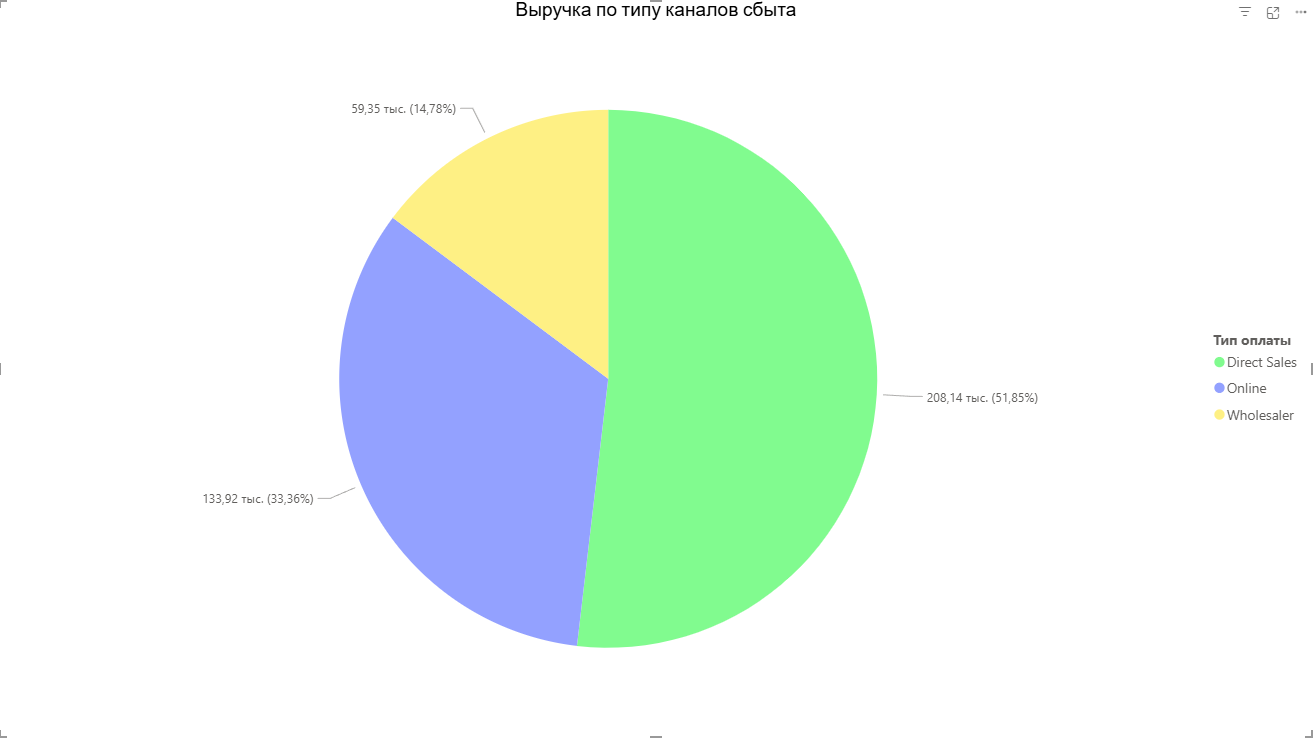 Выручка по типу каналов сбыта
59,35 тыс. (14,78%)
208,14 тыс. (51,85%)
133,92 тыс. (33,36%)
Тип оплаты
Direct Sales
Online
Wholesaler